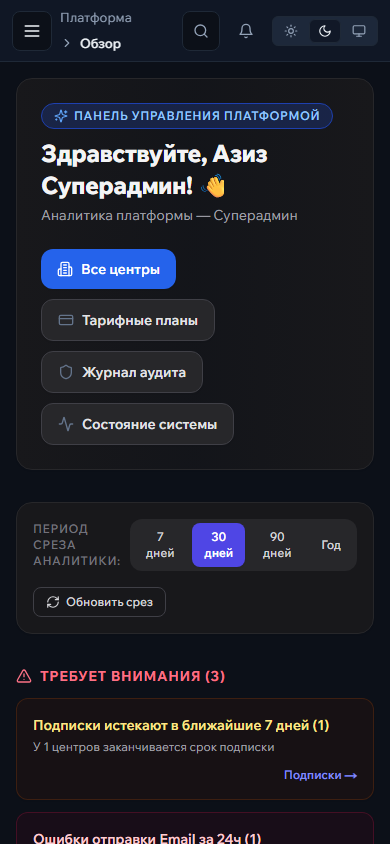 Платформа
Обзор
ПАНЕЛЬ УПРАВЛЕНИЯ ПЛАТФОРМОЙ
Здравствуйте, Азиз
Суперадмин! 👋
Аналитика платформы — Суперадмин
Все центры
Тарифные планы
Журнал аудита
Состояние системы
ПЕРИОД
СРЕЗА
АНАЛИТИКИ:
7
дней
30
дней
90
дней
Год
Обновить срез
ТРЕБУЕТ ВНИМАНИЯ (3)
Подписки истекают в ближайшие 7 дней (1)
У 1 центров заканчивается срок подписки
Подписки →
Ошибки отправки Email за 24ч (1)